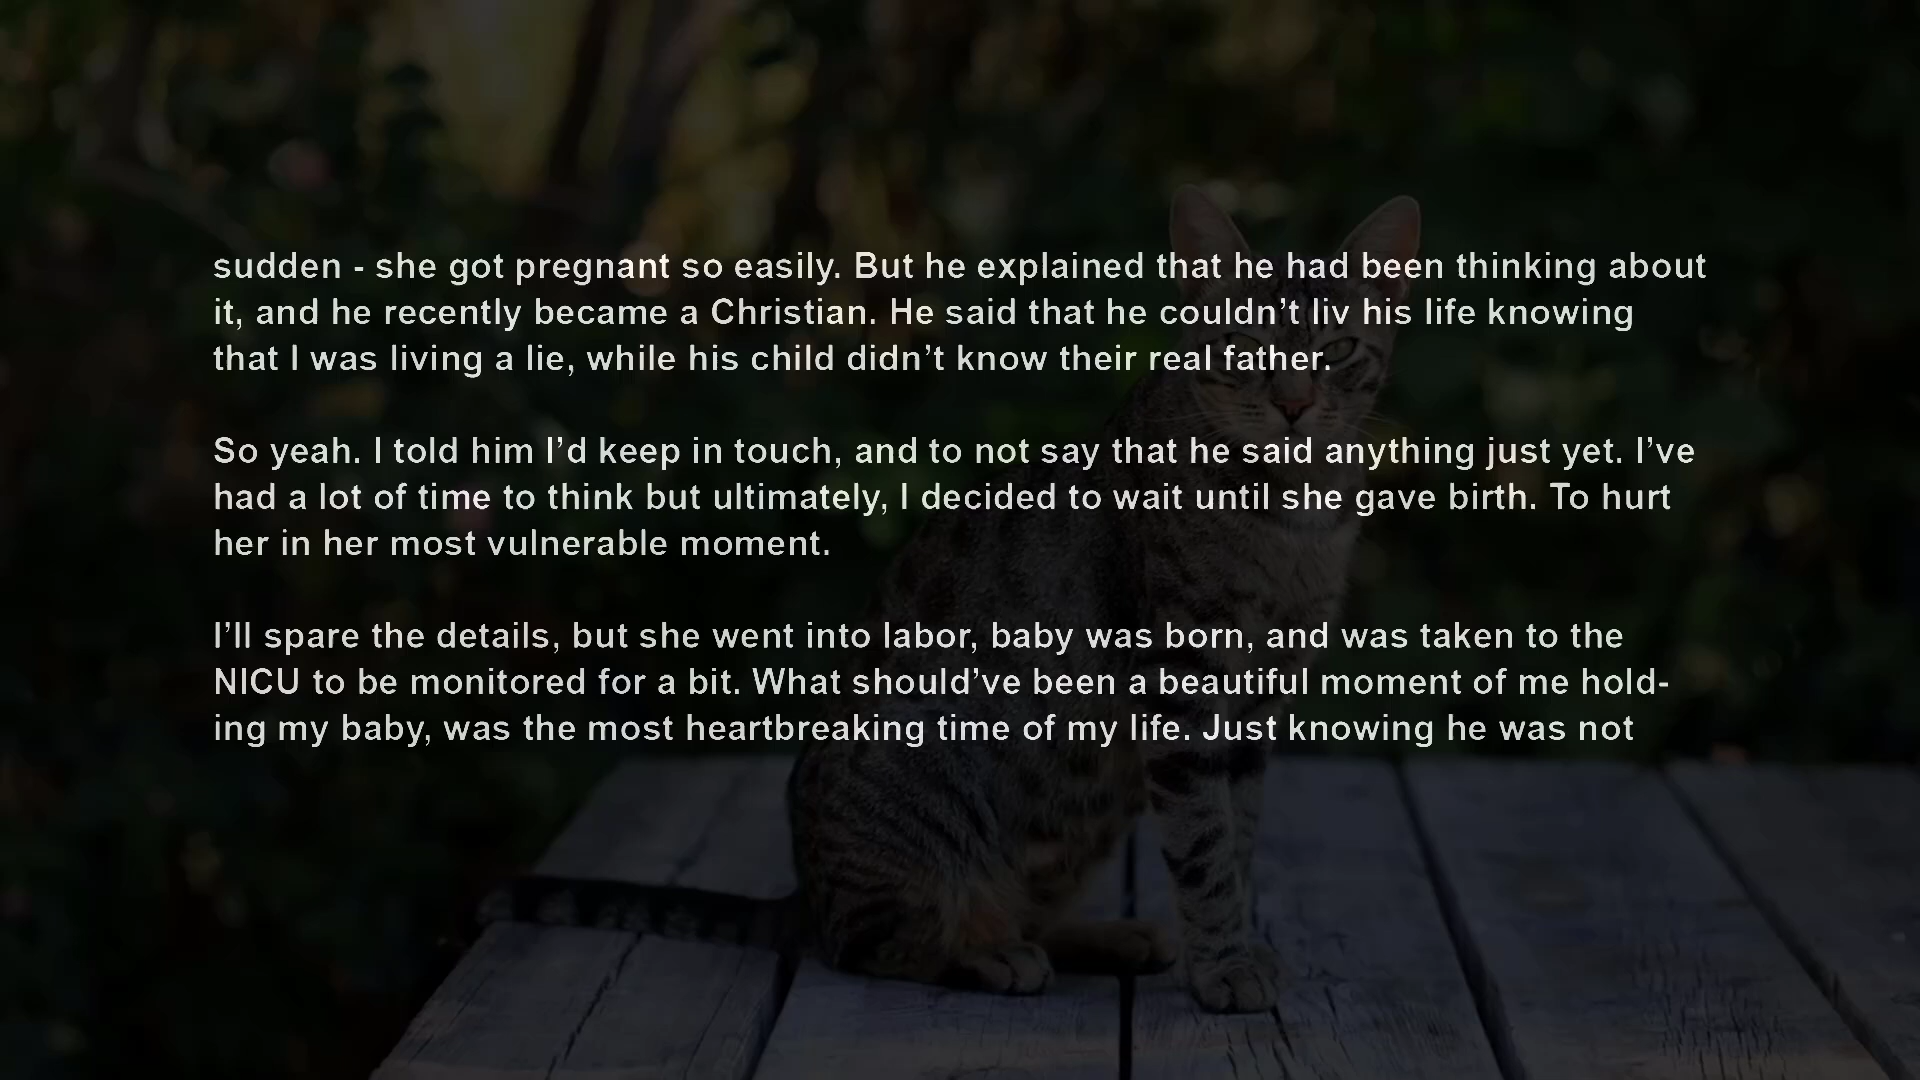 sudden - she got pregnant so easily. But he explained that he had been thinking about
it, and he recently became a Christian. He said that he couldn’t liv his life knowing
that I was living a lie, while his child didn’t know their real father.
So yeah. I told him I’d keep in touch, and to not say that he said anything just yet. I’ve
had a lot of time to think but ultimately, I decided to wait until she gave birth. To hurt
her in her most vulnerable moment.
I’ll spare the details, but she went into labor, baby was born, and was taken to the
NICU to be monitored for a bit. What should’ve been a beautiful moment of me hold-
ing my baby, was the most heartbreaking time of my life. Just knowing he was not